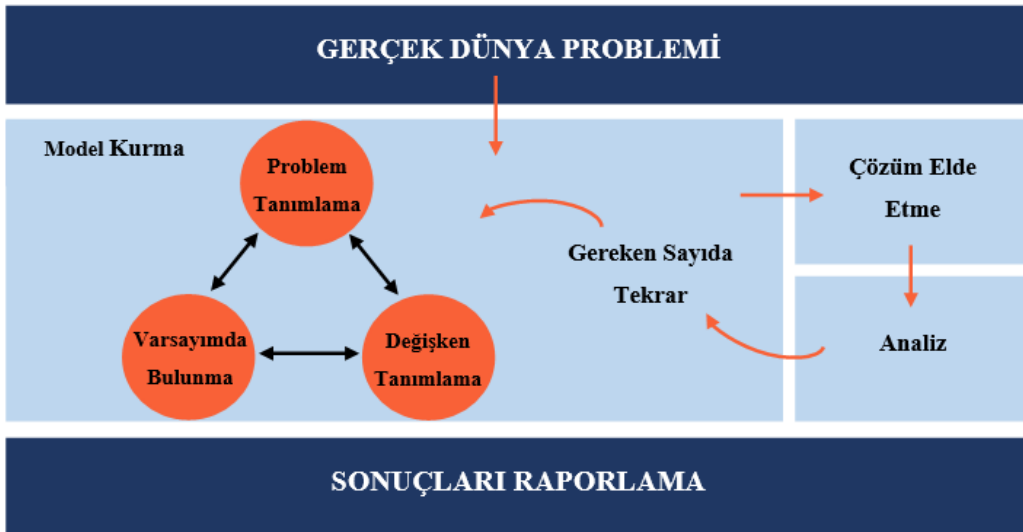 GERÇEK DÜNYA PROBLEMİ
Model Kurma
Problem
Tanımlama
Varsayımda
Bulunma
Değişken
Tanımlama
Gereken Sayıda
Tekrar
Çözüm Elde
Etme
Analiz
SONUÇLARI RAPORLAMA